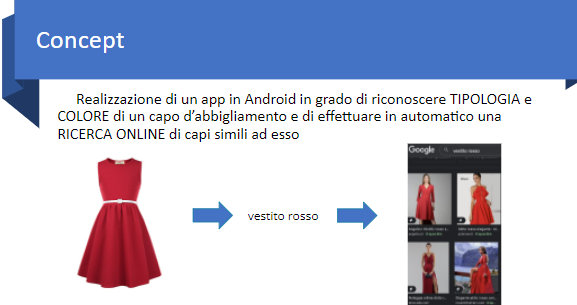 Concept
Realizzazione di un app in Android in grado di riconoscere TIPOLOGIA e
COLORE di un capo d'abbigliamento e di effettuare in automatico una
RICERCA ONLINE di capi simili ad esso
vestito rosso
Google
vestito rosso